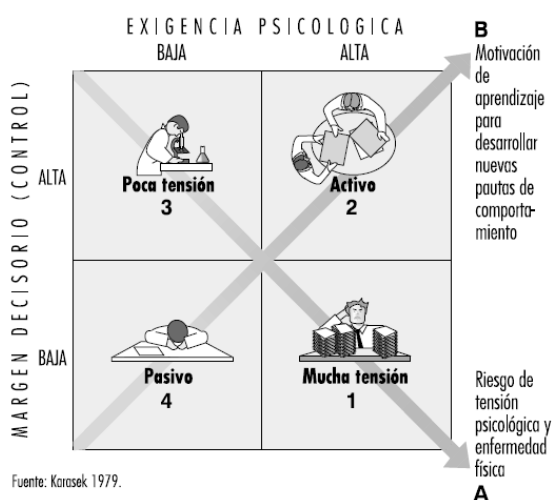 EXIGENCIA PSICOLOGICA
BAJA
ALTA
MARGEN DECISORIO (CONTROL)
ALTA
BAJA
Poca tensión
3
Activo
2
Pasivo
4
Mucha tensión
1
B
Motivación
de
aprendizaje
para
desarrollar
nuevas
pautas de
comporta-
miento
Riesgo de
tensión
psicológica y
enfermedad
física
A
Fuente: Karasek 1979.